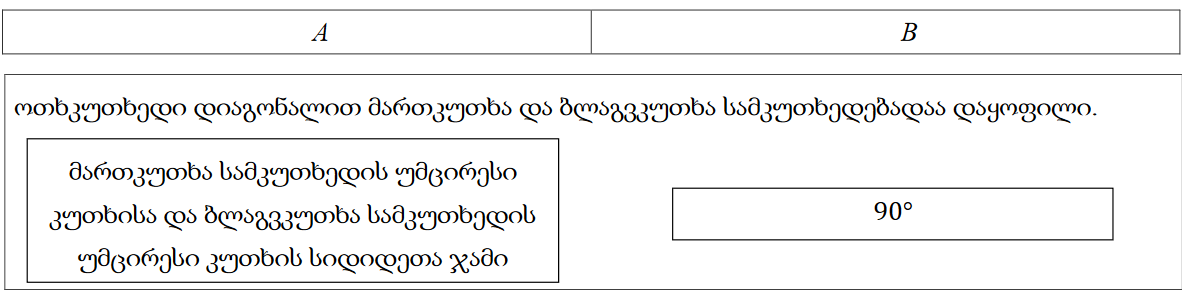 A B
ოთხკუთხედი დიაგონალით მართკუთხა და ბლაგვკუთხა სამკუთხედებადაა დაყოფილი.
მართკუთხა სამკუთხედის უმცირესი
კუთხისა და ბლაგვკუთხა სამკუთხედის
უმცირესი კუთხის სიდიდეთა ჯამი
90°